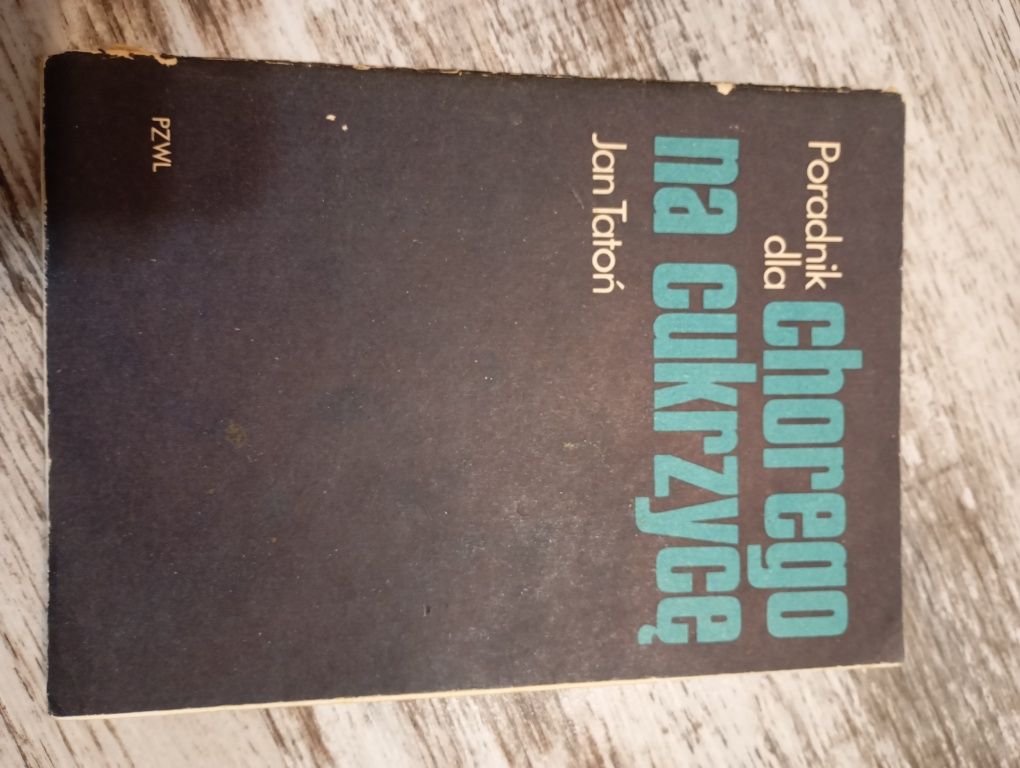 Poradnik
dla chorego
na cukrzycę
Jan Tatoń
PZWL